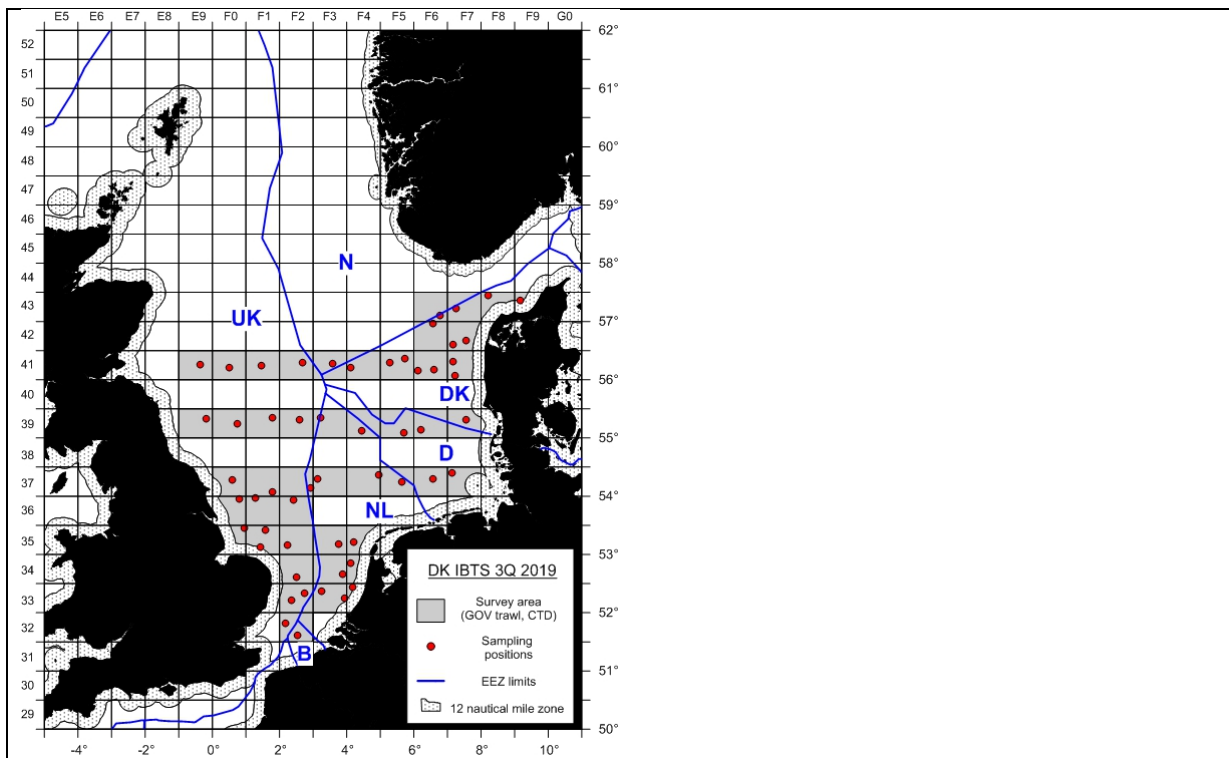 E5 E6 E7 E8 E9 F0 F1 F2 F3 F4 F5 F6 F7 F8 F9 G0
52
51
50
49
48
47
46
45
44
43
42
41
40
39
38
37
36
35
34
33
32
31
30
29
62°
61°
60°
59°
58°
57°
56°
55°
54°
53°
52°
51°
50°
N
UK
DK
D
NL
B
DK IBTS 3Q 2019
Survey area
(GOV trawl, CTD)
Sampling
positions
EEZ limits
12 nautical mile zone
-4° -2° 0° 2° 4° 6° 8° 10°